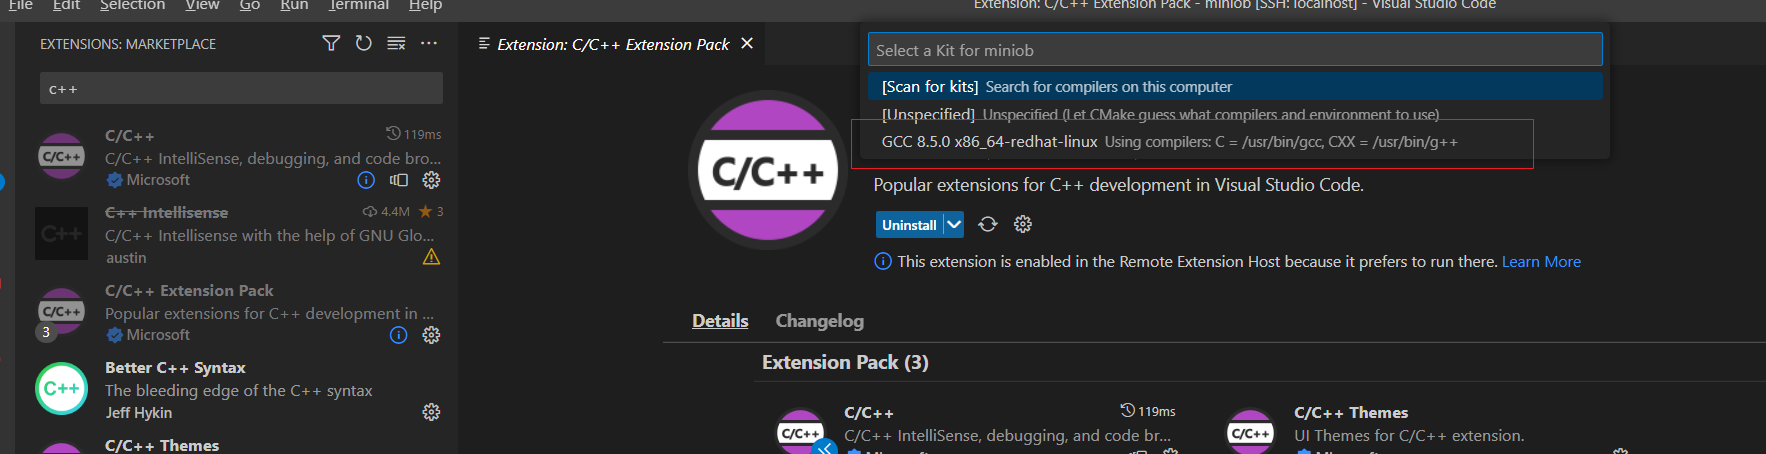 File Edit Selection View Go Run Terminal Help
Extension: C/C++ Extension Pack - miniob [SSH: localhost] - Visual Studio Code
EXTENSIONS: MARKETPLACE
c++
C/C++
119ms
C/C++ IntelliSense, debugging, and code bro...
Microsoft
C++ Intellisense
4.4M
3
C/C++ Intellisense with the help of GNU Glo...
austin
C/C++ Extension Pack
Popular extensions for C++ development in ...
3
Microsoft
Better C++ Syntax
The bleeding edge of the C++ syntax
Jeff Hykin
C/C++ Themes
Extension: C/C++ Extension Pack
Select a Kit for miniob
[Scan for kits] Search for compilers on this computer
[Unspecified] Unspecified (Let CMake guess what compilers and environment to use)
GCC 8.5.0 x86_64-redhat-linux Using compilers: C = /usr/bin/gcc, CXX = /usr/bin/g++
C/C++
Popular extensions for C++ development in Visual Studio Code.
Uninstall
This extension is enabled in the Remote Extension Host because it prefers to run there. Learn More
Details Changelog
Extension Pack (3)
C/C++
119ms
C/C++ IntelliSense, debugging, and code br...
C/C++ Themes
UI Themes for C/C++ extension.